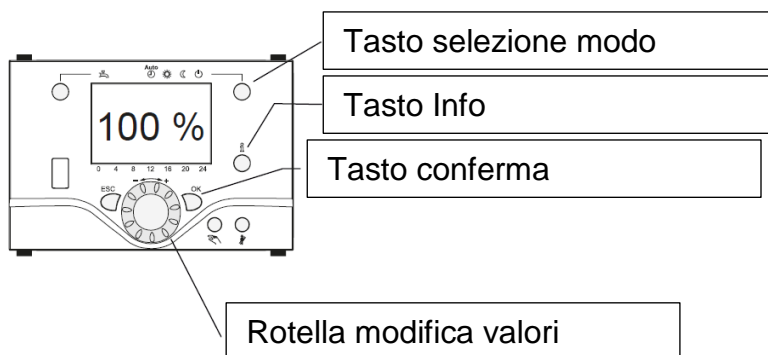 Tasto selezione modo
Auto
Tasto Info
100 %
0 4 8 12 16 20 24
Tasto conferma
- +
ESC
OK
Rotella modifica valori